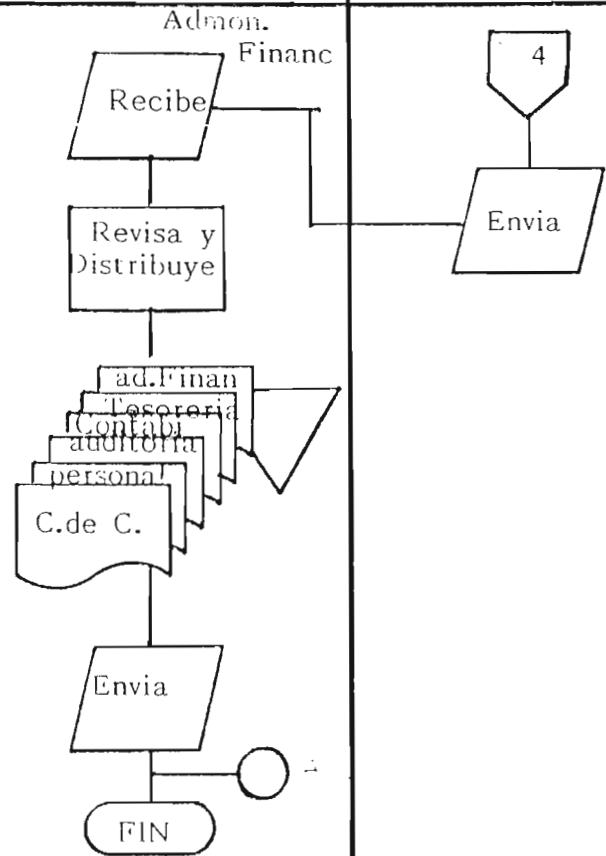 Admon.
Financ
4
Recibe
Envia
Revisa y
Distribuye
ad.Finan
Tesoreria
Contabi
auditoria
personal
C.de C.
Envia
FIN